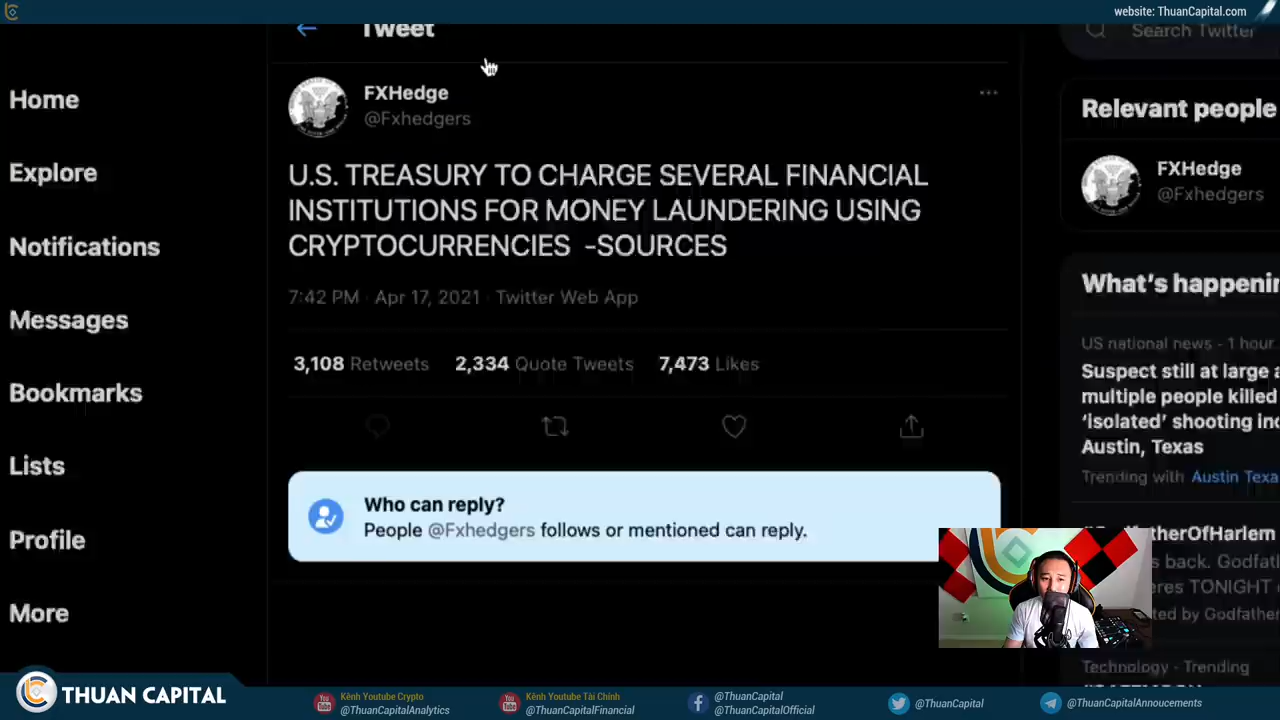 website: ThuanCapital.com
Tweet
Search Twitter
Home
Explore
Notifications
Messages
Bookmarks
Lists
Profile
More
FXHedge
@Fxhedgers
U.S. TREASURY TO CHARGE SEVERAL FINANCIAL
INSTITUTIONS FOR MONEY LAUNDERING USING
CRYPTOCURRENCIES -SOURCES
7:42 PM · Apr 17, 2021 · Twitter Web App
3,108 Retweets 2,334 Quote Tweets 7,473 Likes
Who can reply?
People @Fxhedgers follows or mentioned can reply.
Relevant people
FXHedge
@Fxhedgers
What's happenin
US national news - 1 hour
Suspect still at large a
multiple people killed
'isolated' shooting inc
Austin, Texas
Trending with Austin Texa
therOfHarlem
s back. Godfat
eres TONIGHT
ted by Godfather
Technology - Trending
THUAN CAPITAL
Kênh Youtube Crypto
@ThuanCapitalAnalytics
Kênh Youtube Tài Chính
@ThuanCapitalFinancial
@ThuanCapital
@ThuanCapitalOfficial
@ThuanCapital
@ThuanCapitalAnnoucements